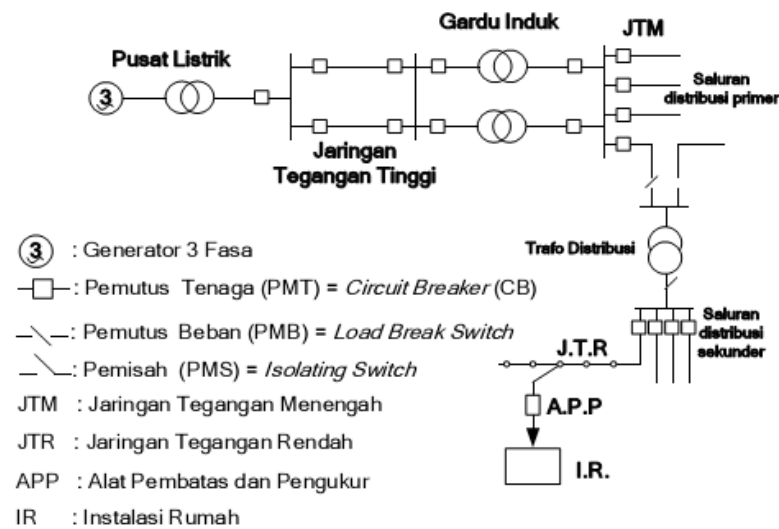 Gardu Induk
JTM
Pusat Listrik
3
Saluran
distribusi primer
Jaringan
Tegangan Tinggi
Trafo Distribusi
3 : Generator 3 Fasa
: Pemutus Tenaga (PMT) = Circuit Breaker (CB)
: Pemutus Beban (PMB) = Load Break Switch
: Pemisah (PMS) = Isolating Switch
JTM : Jaringan Tegangan Menengah
JTR : Jaringan Tegangan Rendah
APP : Alat Pembatas dan Pengukur
IR : Instalasi Rumah
Saluran
distribusi
sekunder
J.T.R
A.P.P
I.R.